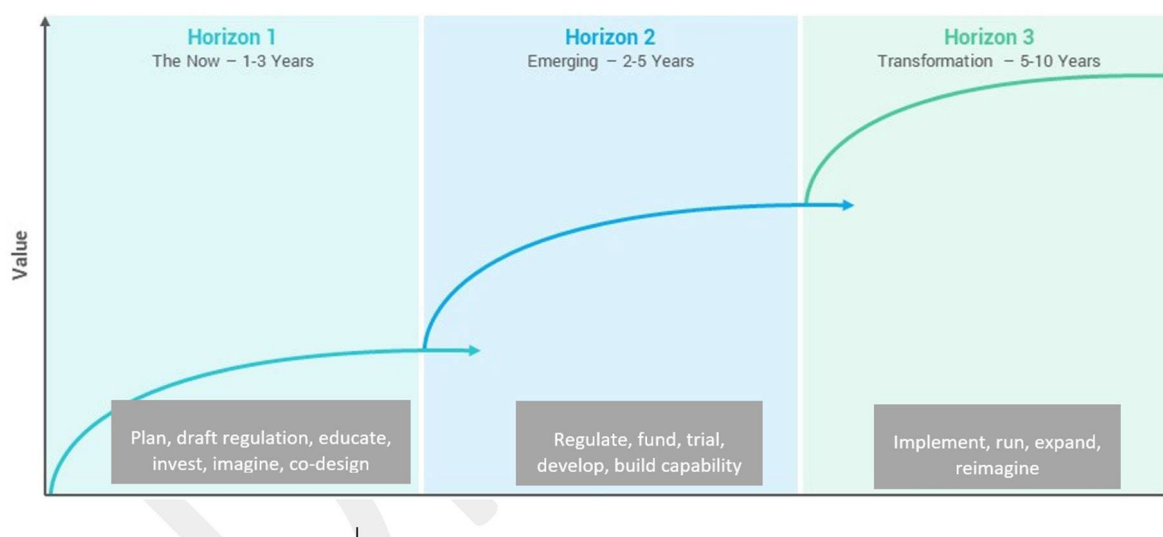 Horizon 1
The Now – 1-3 Years
Horizon 2
Emerging – 2-5 Years
Horizon 3
Transformation – 5-10 Years
Value
Plan, draft regulation, educate,
invest, imagine, co-design
Regulate, fund, trial,
develop, build capability
Implement, run, expand,
reimagine